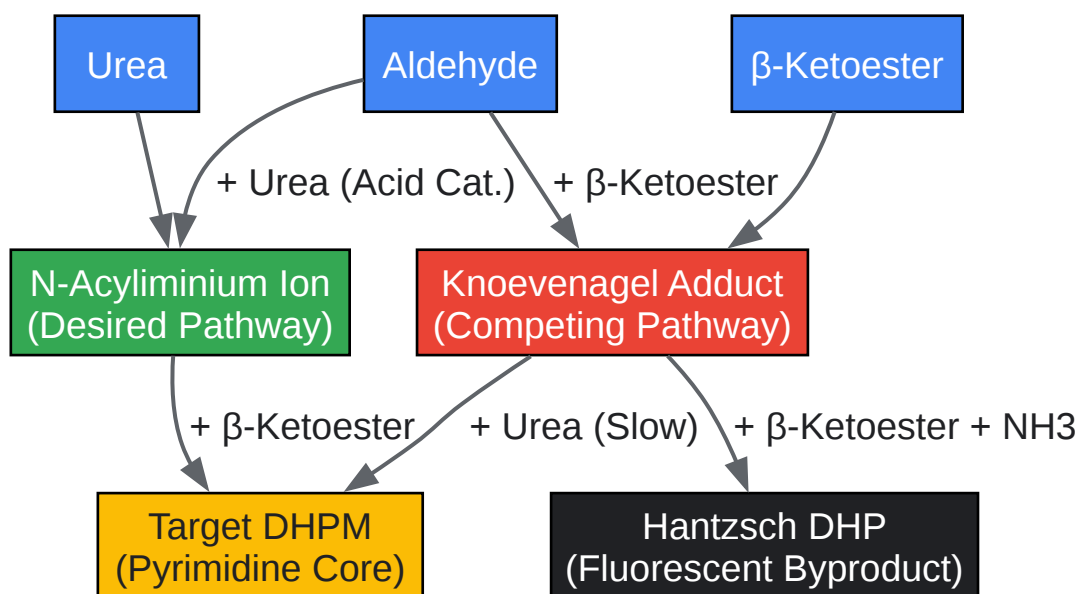 Urea
Aldehyde
β-Ketoester
+ Urea (Acid Cat.)
+ β-Ketoester
N-Acyliminium Ion
(Desired Pathway)
Knoevenagel Adduct
(Competing Pathway)
+ β-Ketoester
+ Urea (Slow)
+ β-Ketoester + NH3
Target DHPM
(Pyrimidine Core)
Hantzsch DHP
(Fluorescent Byproduct)